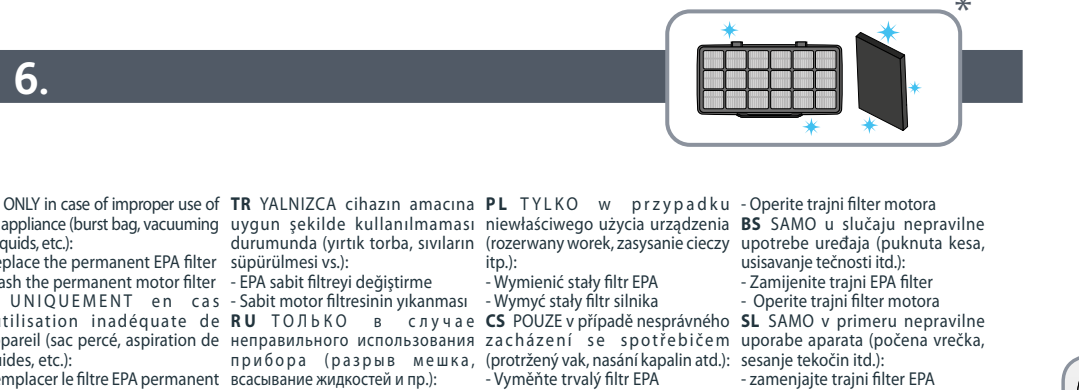 *
6.
ONLY in case of improper use of
appliance (burst bag, vacuuming
quids, etc.):
eplace the permanent EPA filter
ash the permanent motor filter
UNIQUEMENT en cas
utilisation inadéquate de
pareil (sac percé, aspiration de
uides, etc.):
emplacer le filtre EPA permanent
TR YALNIZCA cihazın amacına
uygun şekilde kullanılmaması
durumunda (yırtık torba, sıvıların
süpürülmesi vs.):
- EPA sabit filtreyi değiştirme
- Sabit motor filtresinin yıkanması
RU ТОЛЬКО в случае
неправильного использования
прибора (разрыв мешка,
всасывание жидкостей и пр.):
PL TYLKO w przypadku
niewłaściwego użycia urządzenia
(rozerwany worek, zasysanie cieczy
itp.):
- Wymienić stały filtr EPA
- Wymyć stały filtr silnika
CS POUZE v případě nesprávného
zacházení se spotřebičem
(protržený vak, nasání kapalin atd.):
- Vyměňte trvalý filtr EPA
- Operite trajni filter motora
BS SAMO u slučaju nepravilne
upotrebe uređaja (puknuta kesa,
usisavanje tečnosti itd.):
- Zamijenite trajni EPA filter
- Operite trajni filter motora
SL SAMO v primeru nepravilne
uporabe aparata (počena vrečka,
sesanje tekočin itd.):
- zamenjajte trajni filter EPA